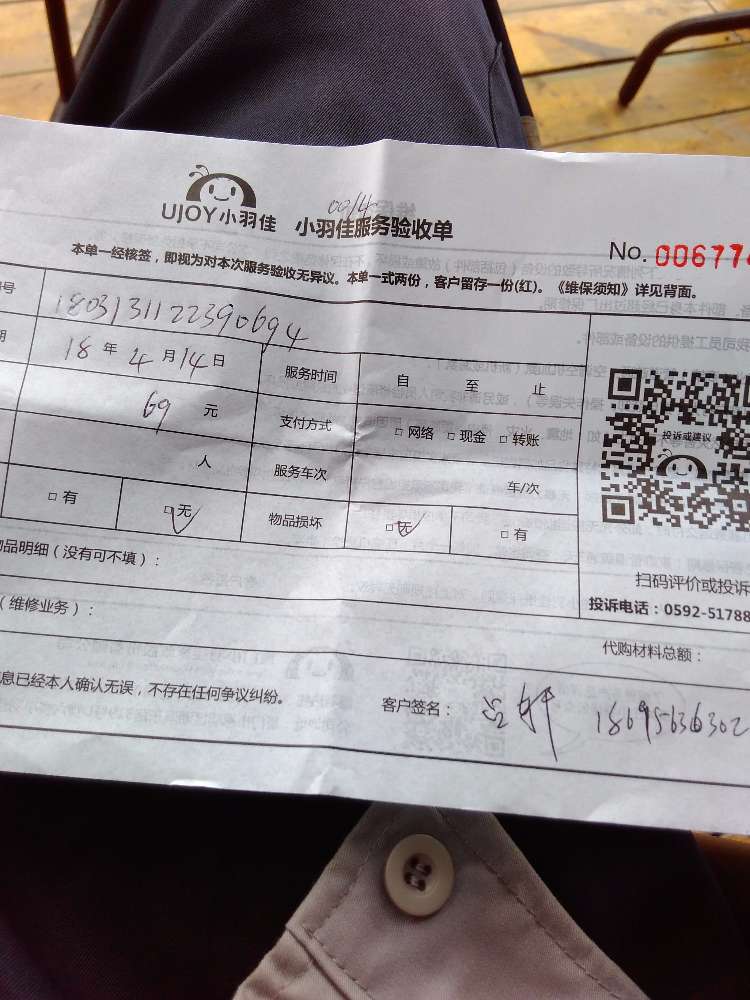 0014
UJOY小羽佳 小羽佳服务验收单
No. 006774
本单一经核签，即视为对本次服务验收无异议。本单一式两份，客户留存一份(红)。《维保须知》详见背面。
号 1803131122390694
期 18 年 4 月 14 日 服务时间 自 至 止
69 元 支付方式 □ 网络 □ 现金 □ 转账
人 服务车次 车/次
□ 有 □ 无 物品损坏 □ 无 □ 有
投诉或建议
品明细（没有可不填）：
扫码评价或投诉
（维修业务）：
投诉电话：0592-51788
代购材料总额：
息已经本人确认无误，不存在任何争议纠纷。 客户签名： 18695636302